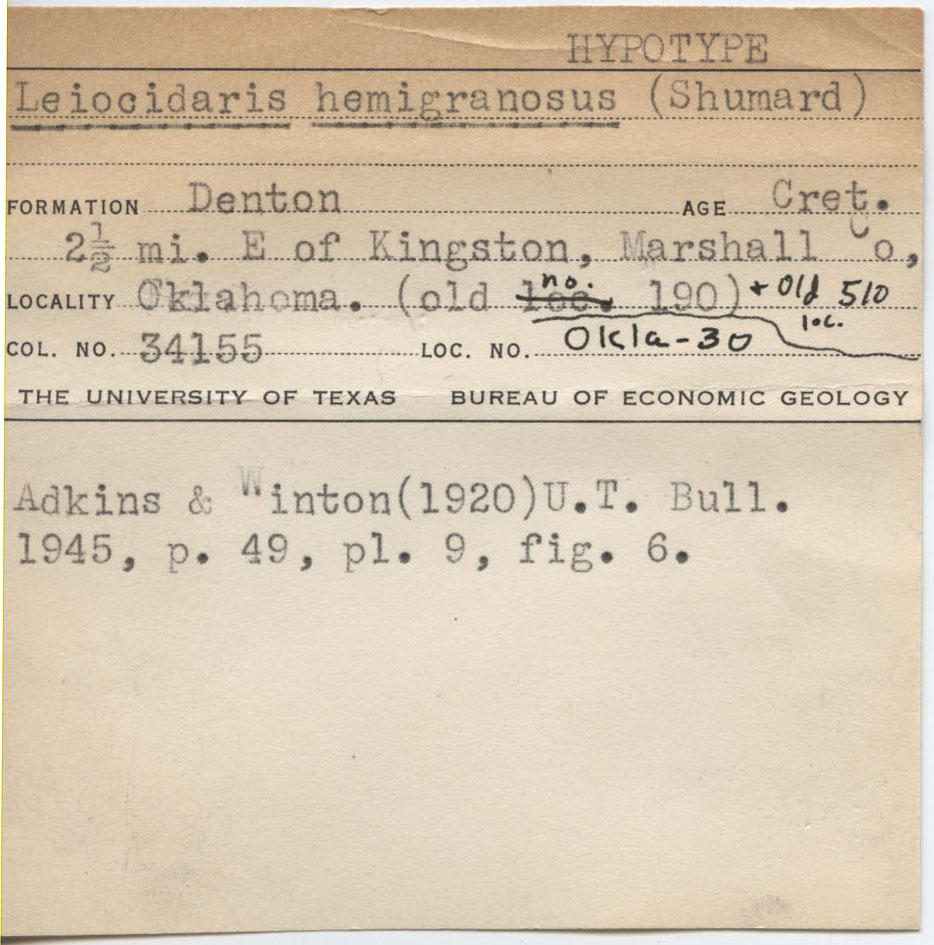 HYPOTYPE
Leiocidaris hemigranosus (Shumard)
FORMATION Denton AGE Cret.
2½ mi. E of Kingston, Marshall Co,
LOCALITY Oklahoma. (old loc. no. 190) + old loc. 510
COL. NO. 34155 LOC. NO. Okla-30
THE UNIVERSITY OF TEXAS BUREAU OF ECONOMIC GEOLOGY
Adkins & Winton(1920)U.T. Bull.
1945, p. 49, pl. 9, fig. 6.